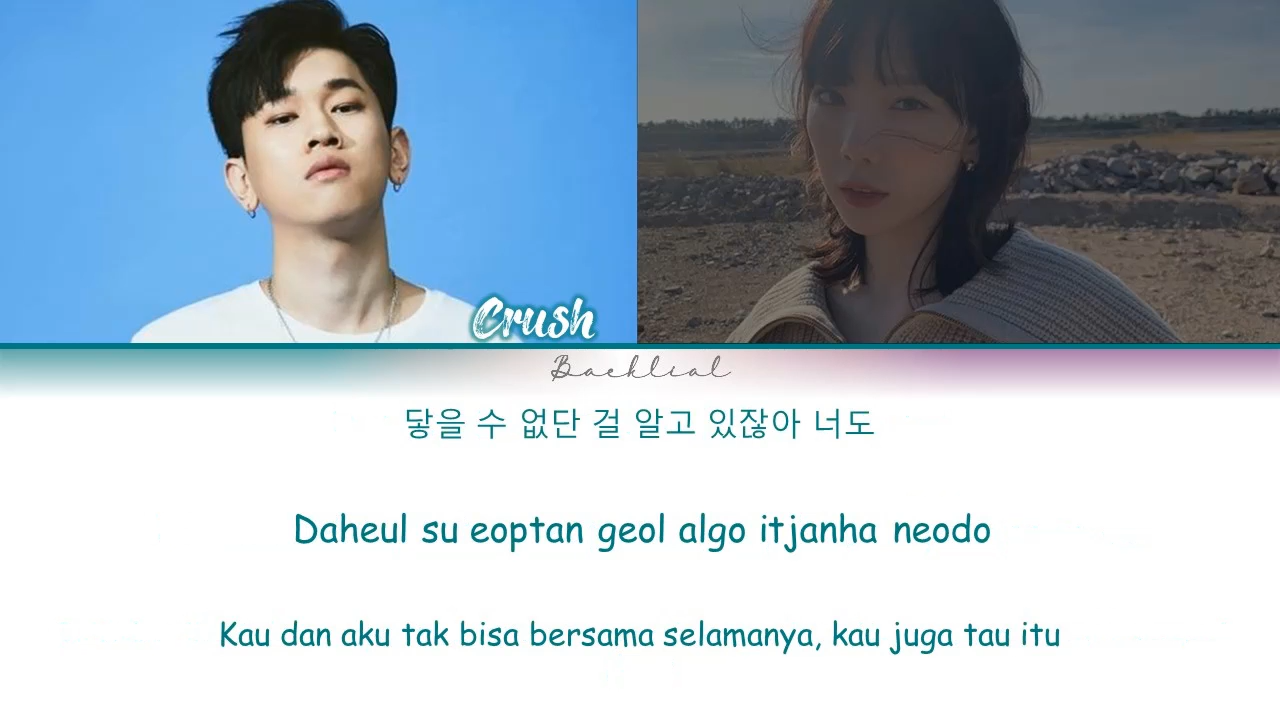 Crush
Backlial
닿을 수 없단 걸 알고 있잖아 너도
Daheul su eoptan geol algo itjanha neodo
Kau dan aku tak bisa bersama selamanya, kau juga tau itu